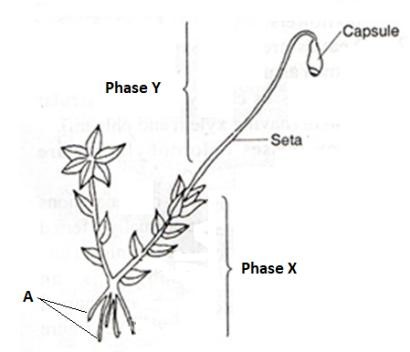 Capsule
Phase Y
Seta
Phase X
A